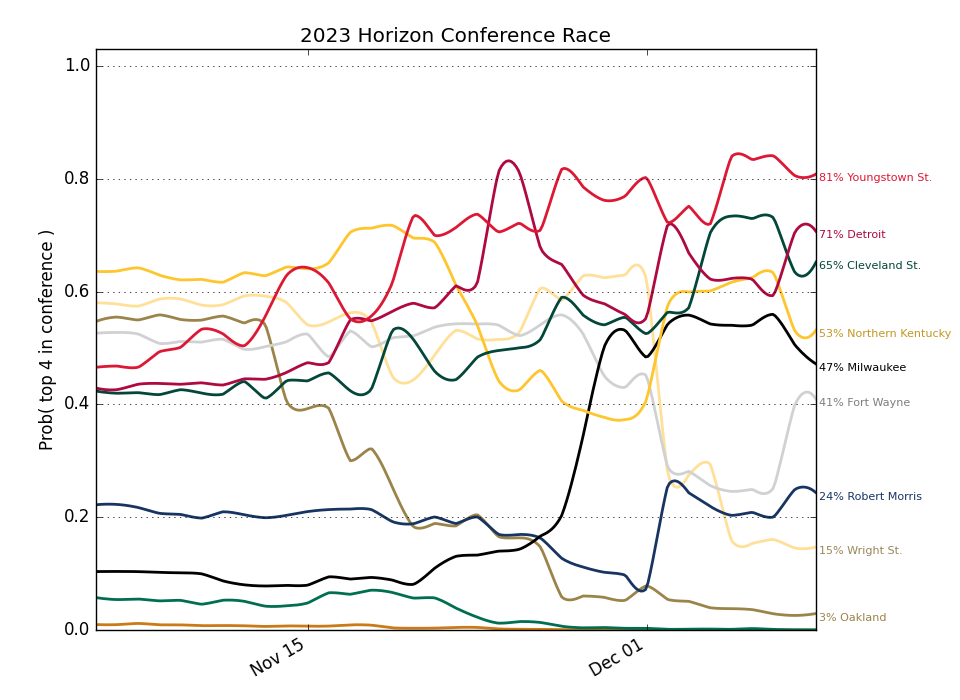 2023 Horizon Conference Race
Prob( top 4 in conference )
1.0
0.8
0.6
0.4
0.2
0.0
Nov 15
Dec 01
81% Youngstown St.
71% Detroit
65% Cleveland St.
53% Northern Kentucky
47% Milwaukee
41% Fort Wayne
24% Robert Morris
15% Wright St.
3% Oakland